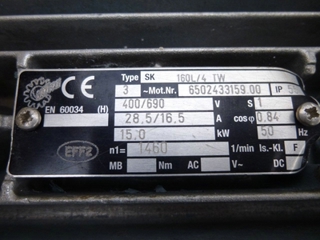 Type SK 160L/4 TW
3 ~Mot.Nr. 6502433159 00 IP 5
EN 60034 (H) 400/690 V S 1
28,5/16,5 A cosφ 0.84
15,0 kW 50 Hz
EFF2 n1= 1460 1/min Is.-Kl. F
MB Nm AC V~ DC
CE